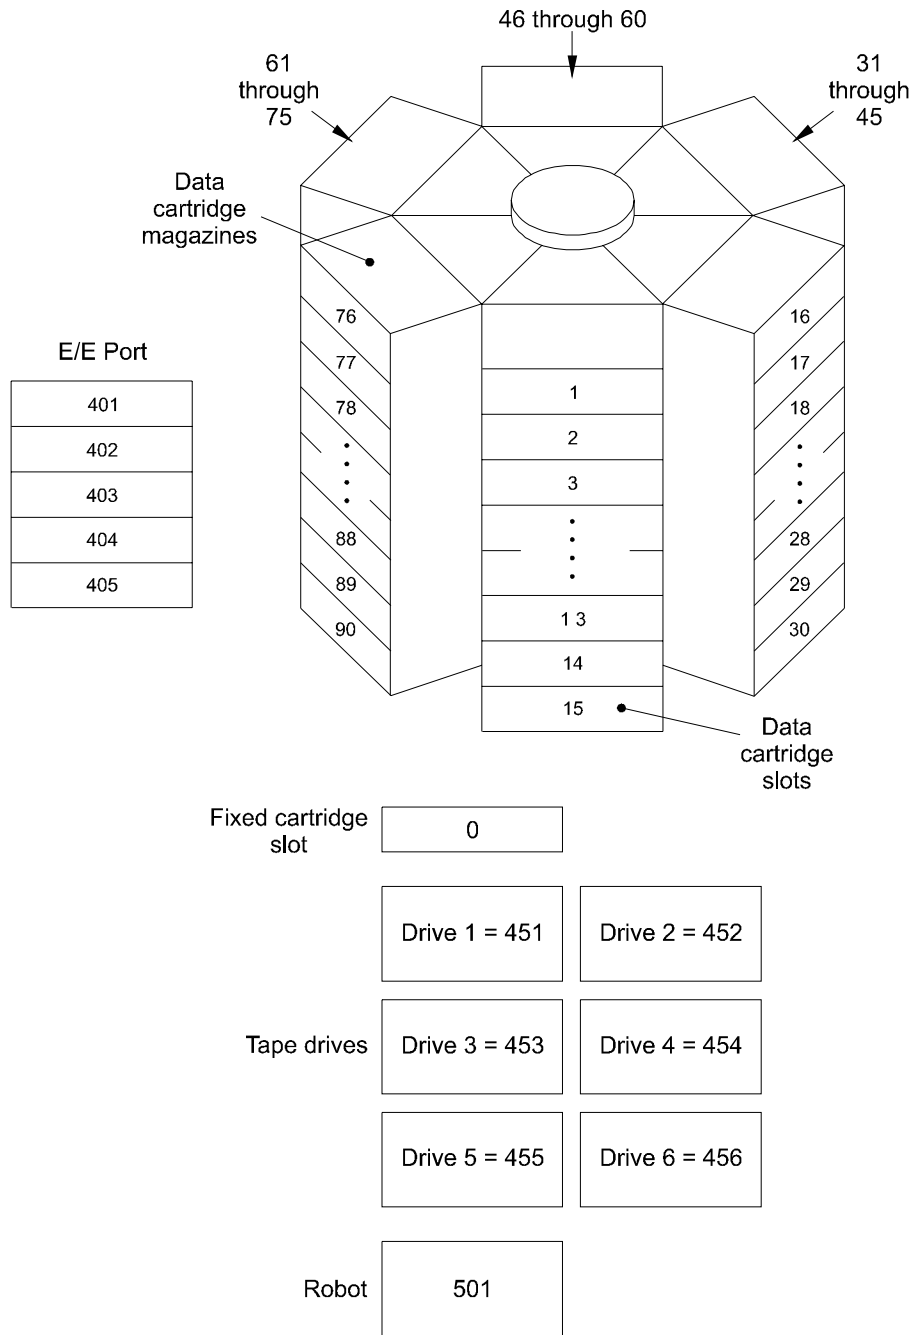 46 through 60
61
through
75
31
through
45
Data
cartridge
magazines
76
77
78
88
89
90
16
17
18
28
29
30
E/E Port
401
402
403
404
405
1
2
3
1 3
14
15
Data
cartridge
slots
Fixed cartridge
slot
0
Drive 1 = 451
Drive 2 = 452
Tape drives
Drive 3 = 453
Drive 4 = 454
Drive 5 = 455
Drive 6 = 456
Robot
501